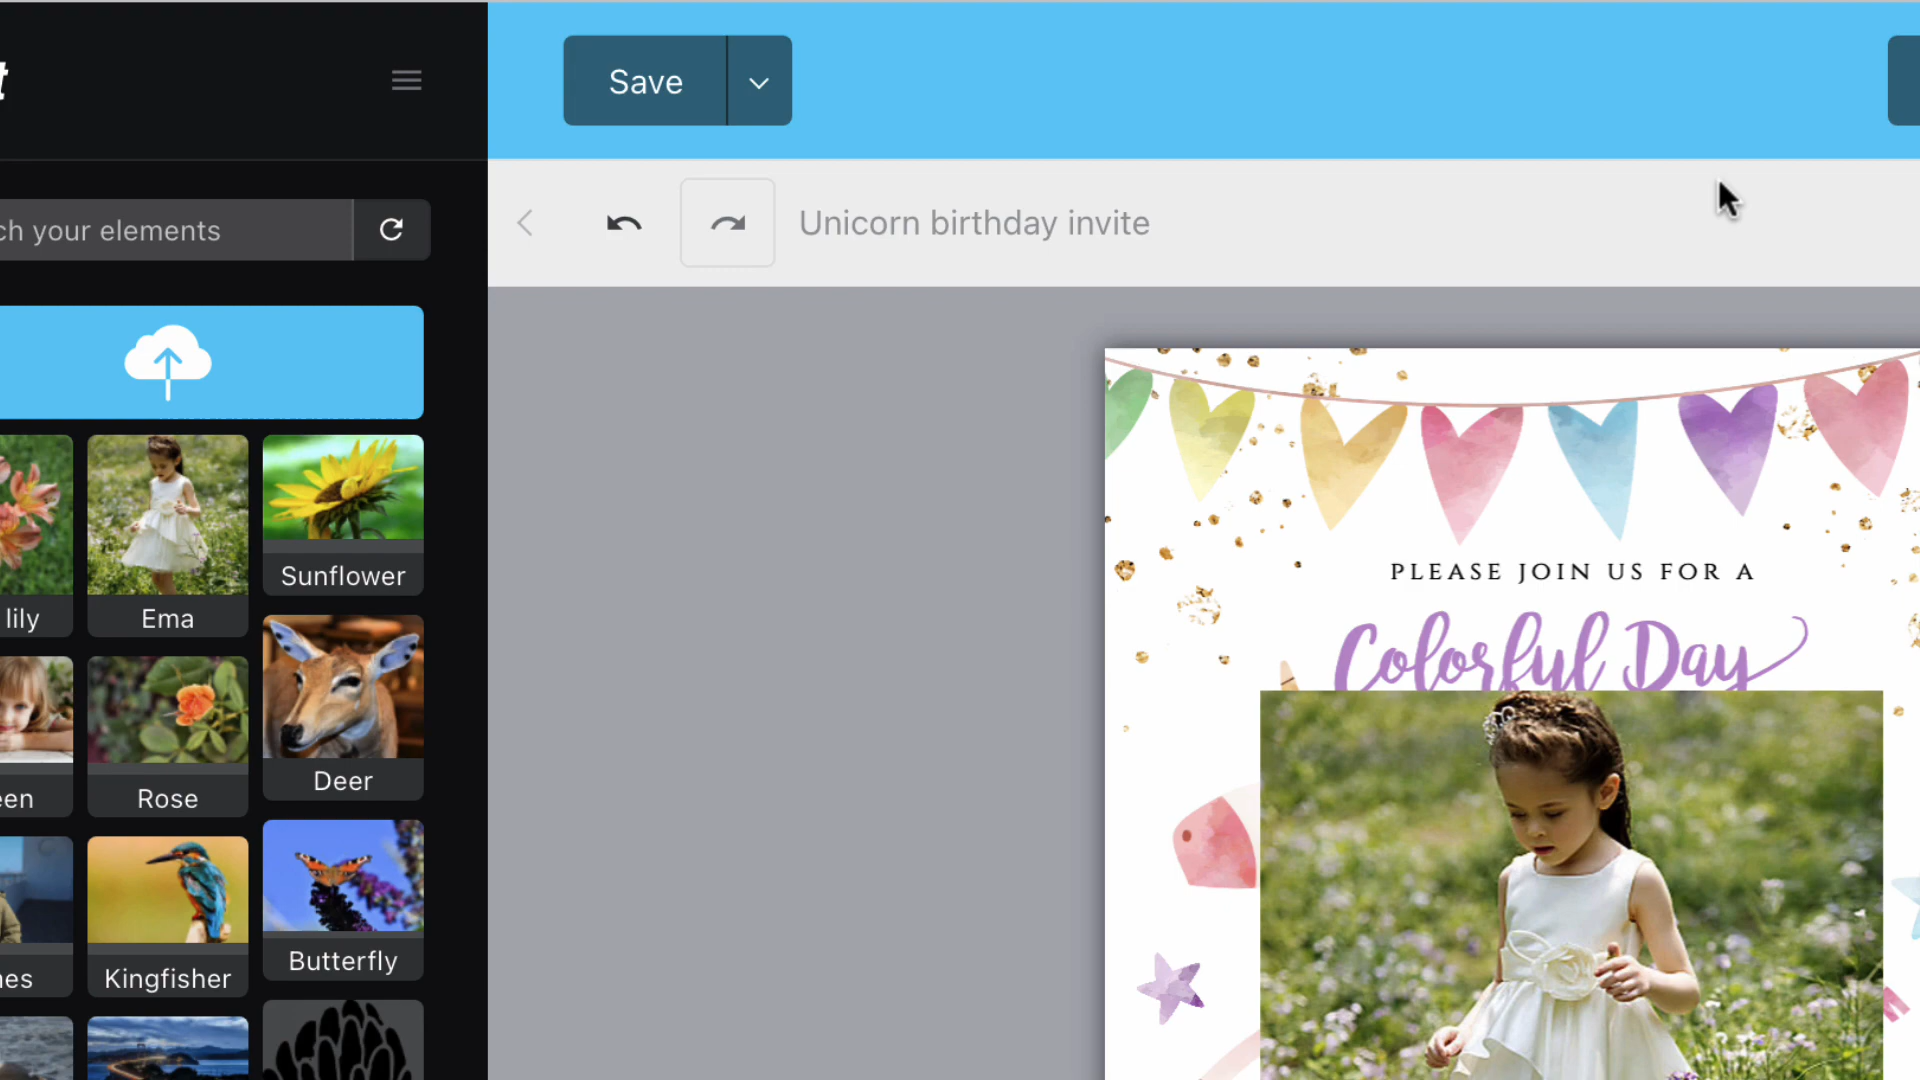 t
Save
ch your elements
Unicorn birthday invite
lily
Ema
Sunflower
een
Rose
Deer
nes
Kingfisher
Butterfly
PLEASE JOIN US FOR A
Colorful Day